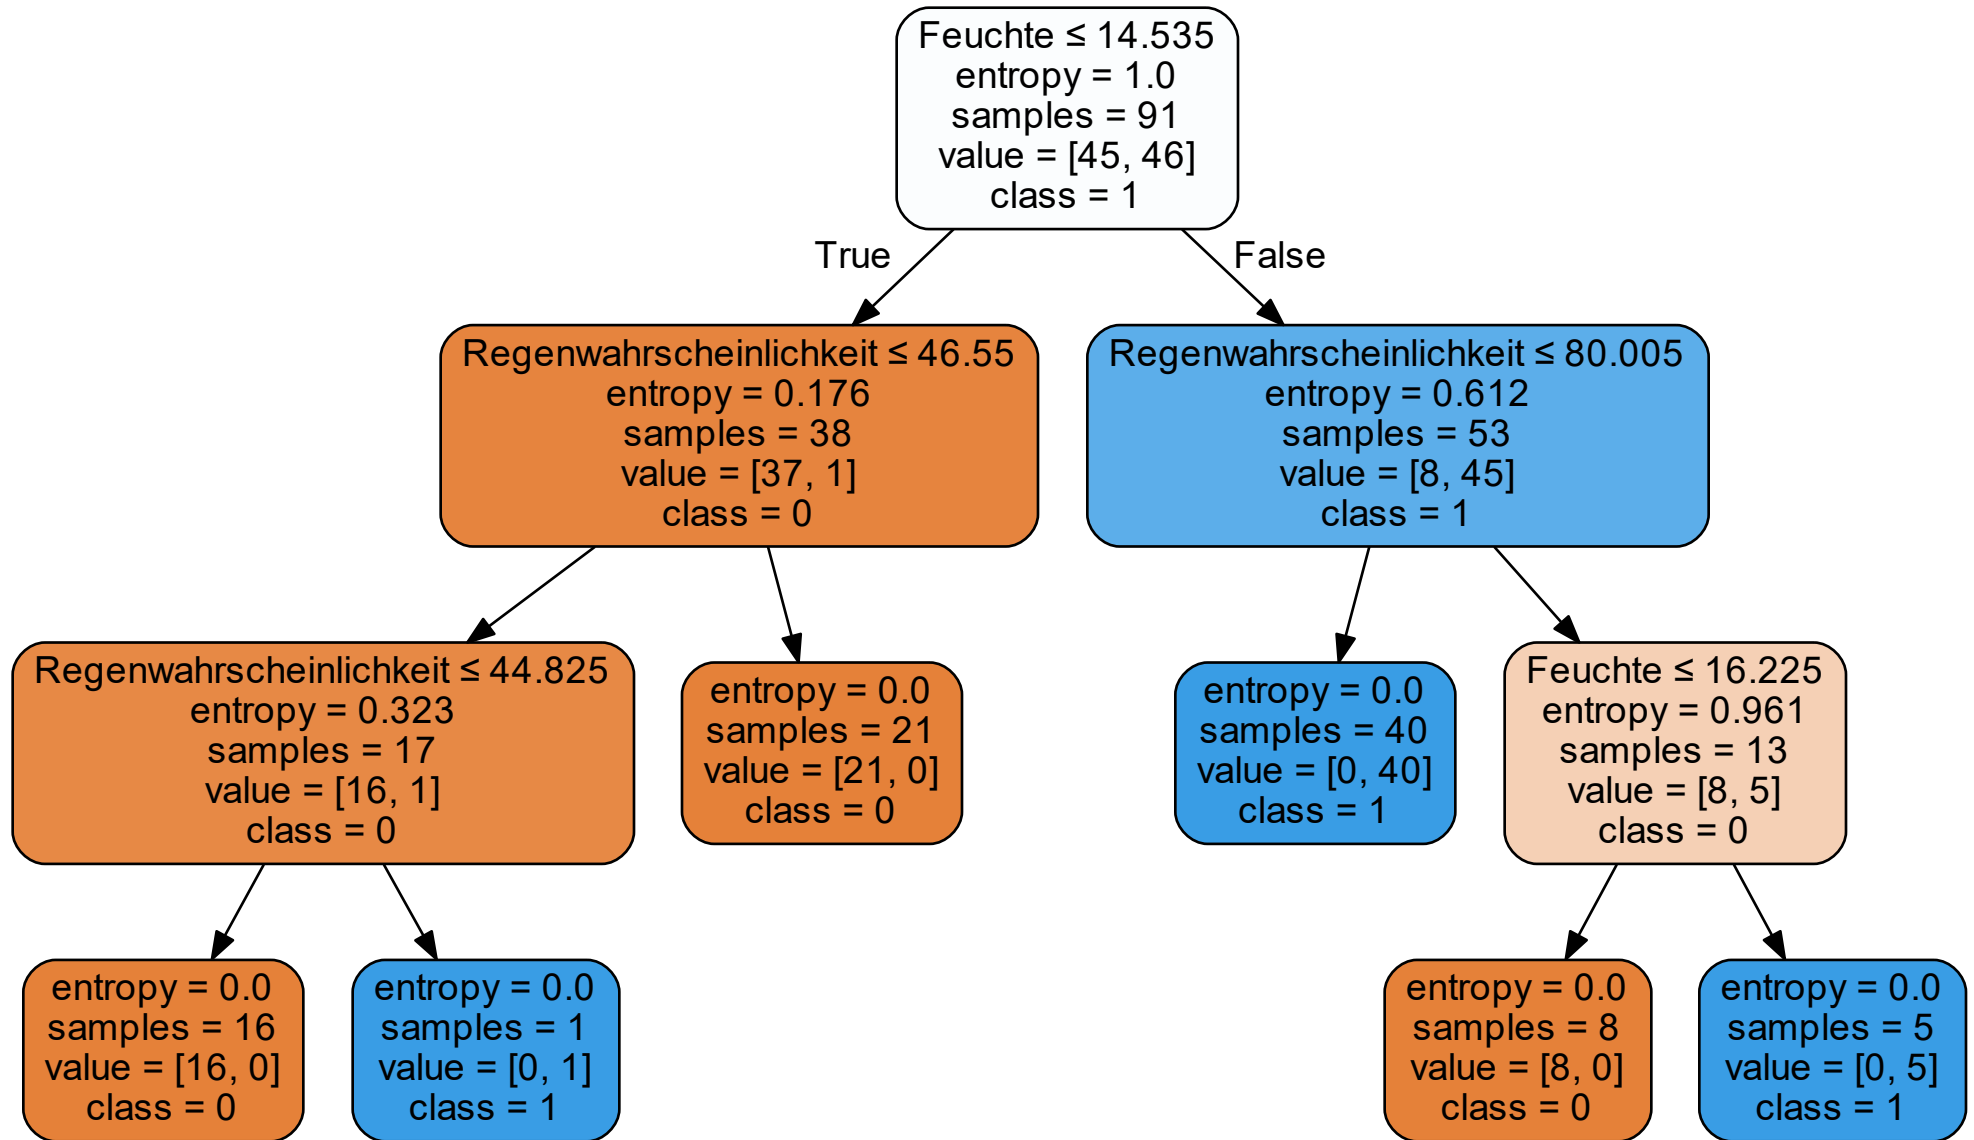 Feuchte ≤ 14.535
entropy = 1.0
samples = 91
value = [45, 46]
class = 1
True
False
Regenwahrscheinlichkeit ≤ 46.55
entropy = 0.176
samples = 38
value = [37, 1]
class = 0
Regenwahrscheinlichkeit ≤ 80.005
entropy = 0.612
samples = 53
value = [8, 45]
class = 1
Regenwahrscheinlichkeit ≤ 44.825
entropy = 0.323
samples = 17
value = [16, 1]
class = 0
entropy = 0.0
samples = 21
value = [21, 0]
class = 0
entropy = 0.0
samples = 40
value = [0, 40]
class = 1
Feuchte ≤ 16.225
entropy = 0.961
samples = 13
value = [8, 5]
class = 0
entropy = 0.0
samples = 16
value = [16, 0]
class = 0
entropy = 0.0
samples = 1
value = [0, 1]
class = 1
entropy = 0.0
samples = 8
value = [8, 0]
class = 0
entropy = 0.0
samples = 5
value = [0, 5]
class = 1